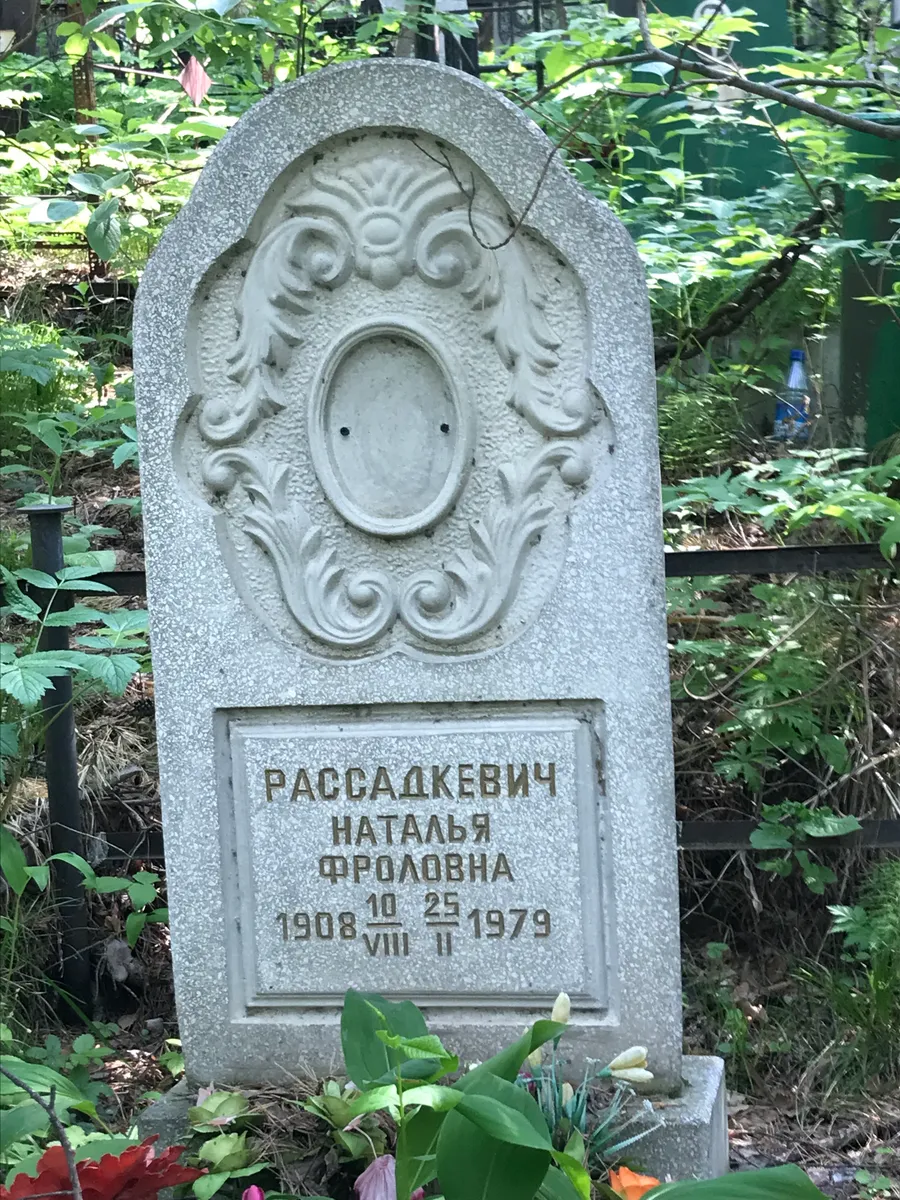 РАССАДКЕВИЧ
НАТАЛЬЯ
ФРОЛОВНА
1908 10/VIII 25/II 1979